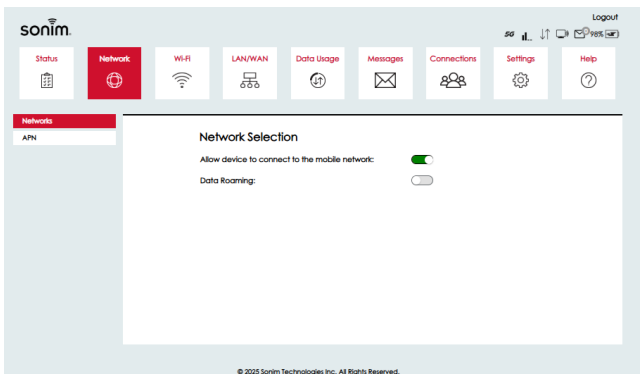 Logout
sonim.
5G 98%
Status Network Wi-Fi LAN/WAN Data Usage Messages Connections Settings Help
Networks
APN
Network Selection
Allow device to connect to the mobile network:
Data Roaming:
© 2025 Sonim Technologies Inc. All Rights Reserved.